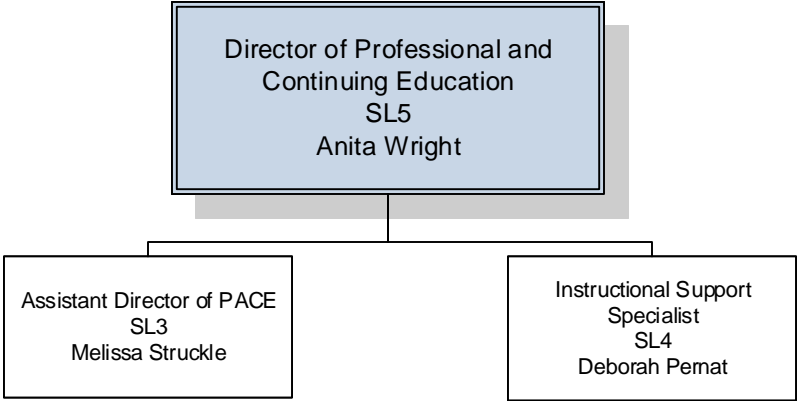 Director of Professional and
Continuing Education
SL5
Anita Wright
Assistant Director of PACE
SL3
Melissa Struckle
Instructional Support
Specialist
SL4
Deborah Pernat